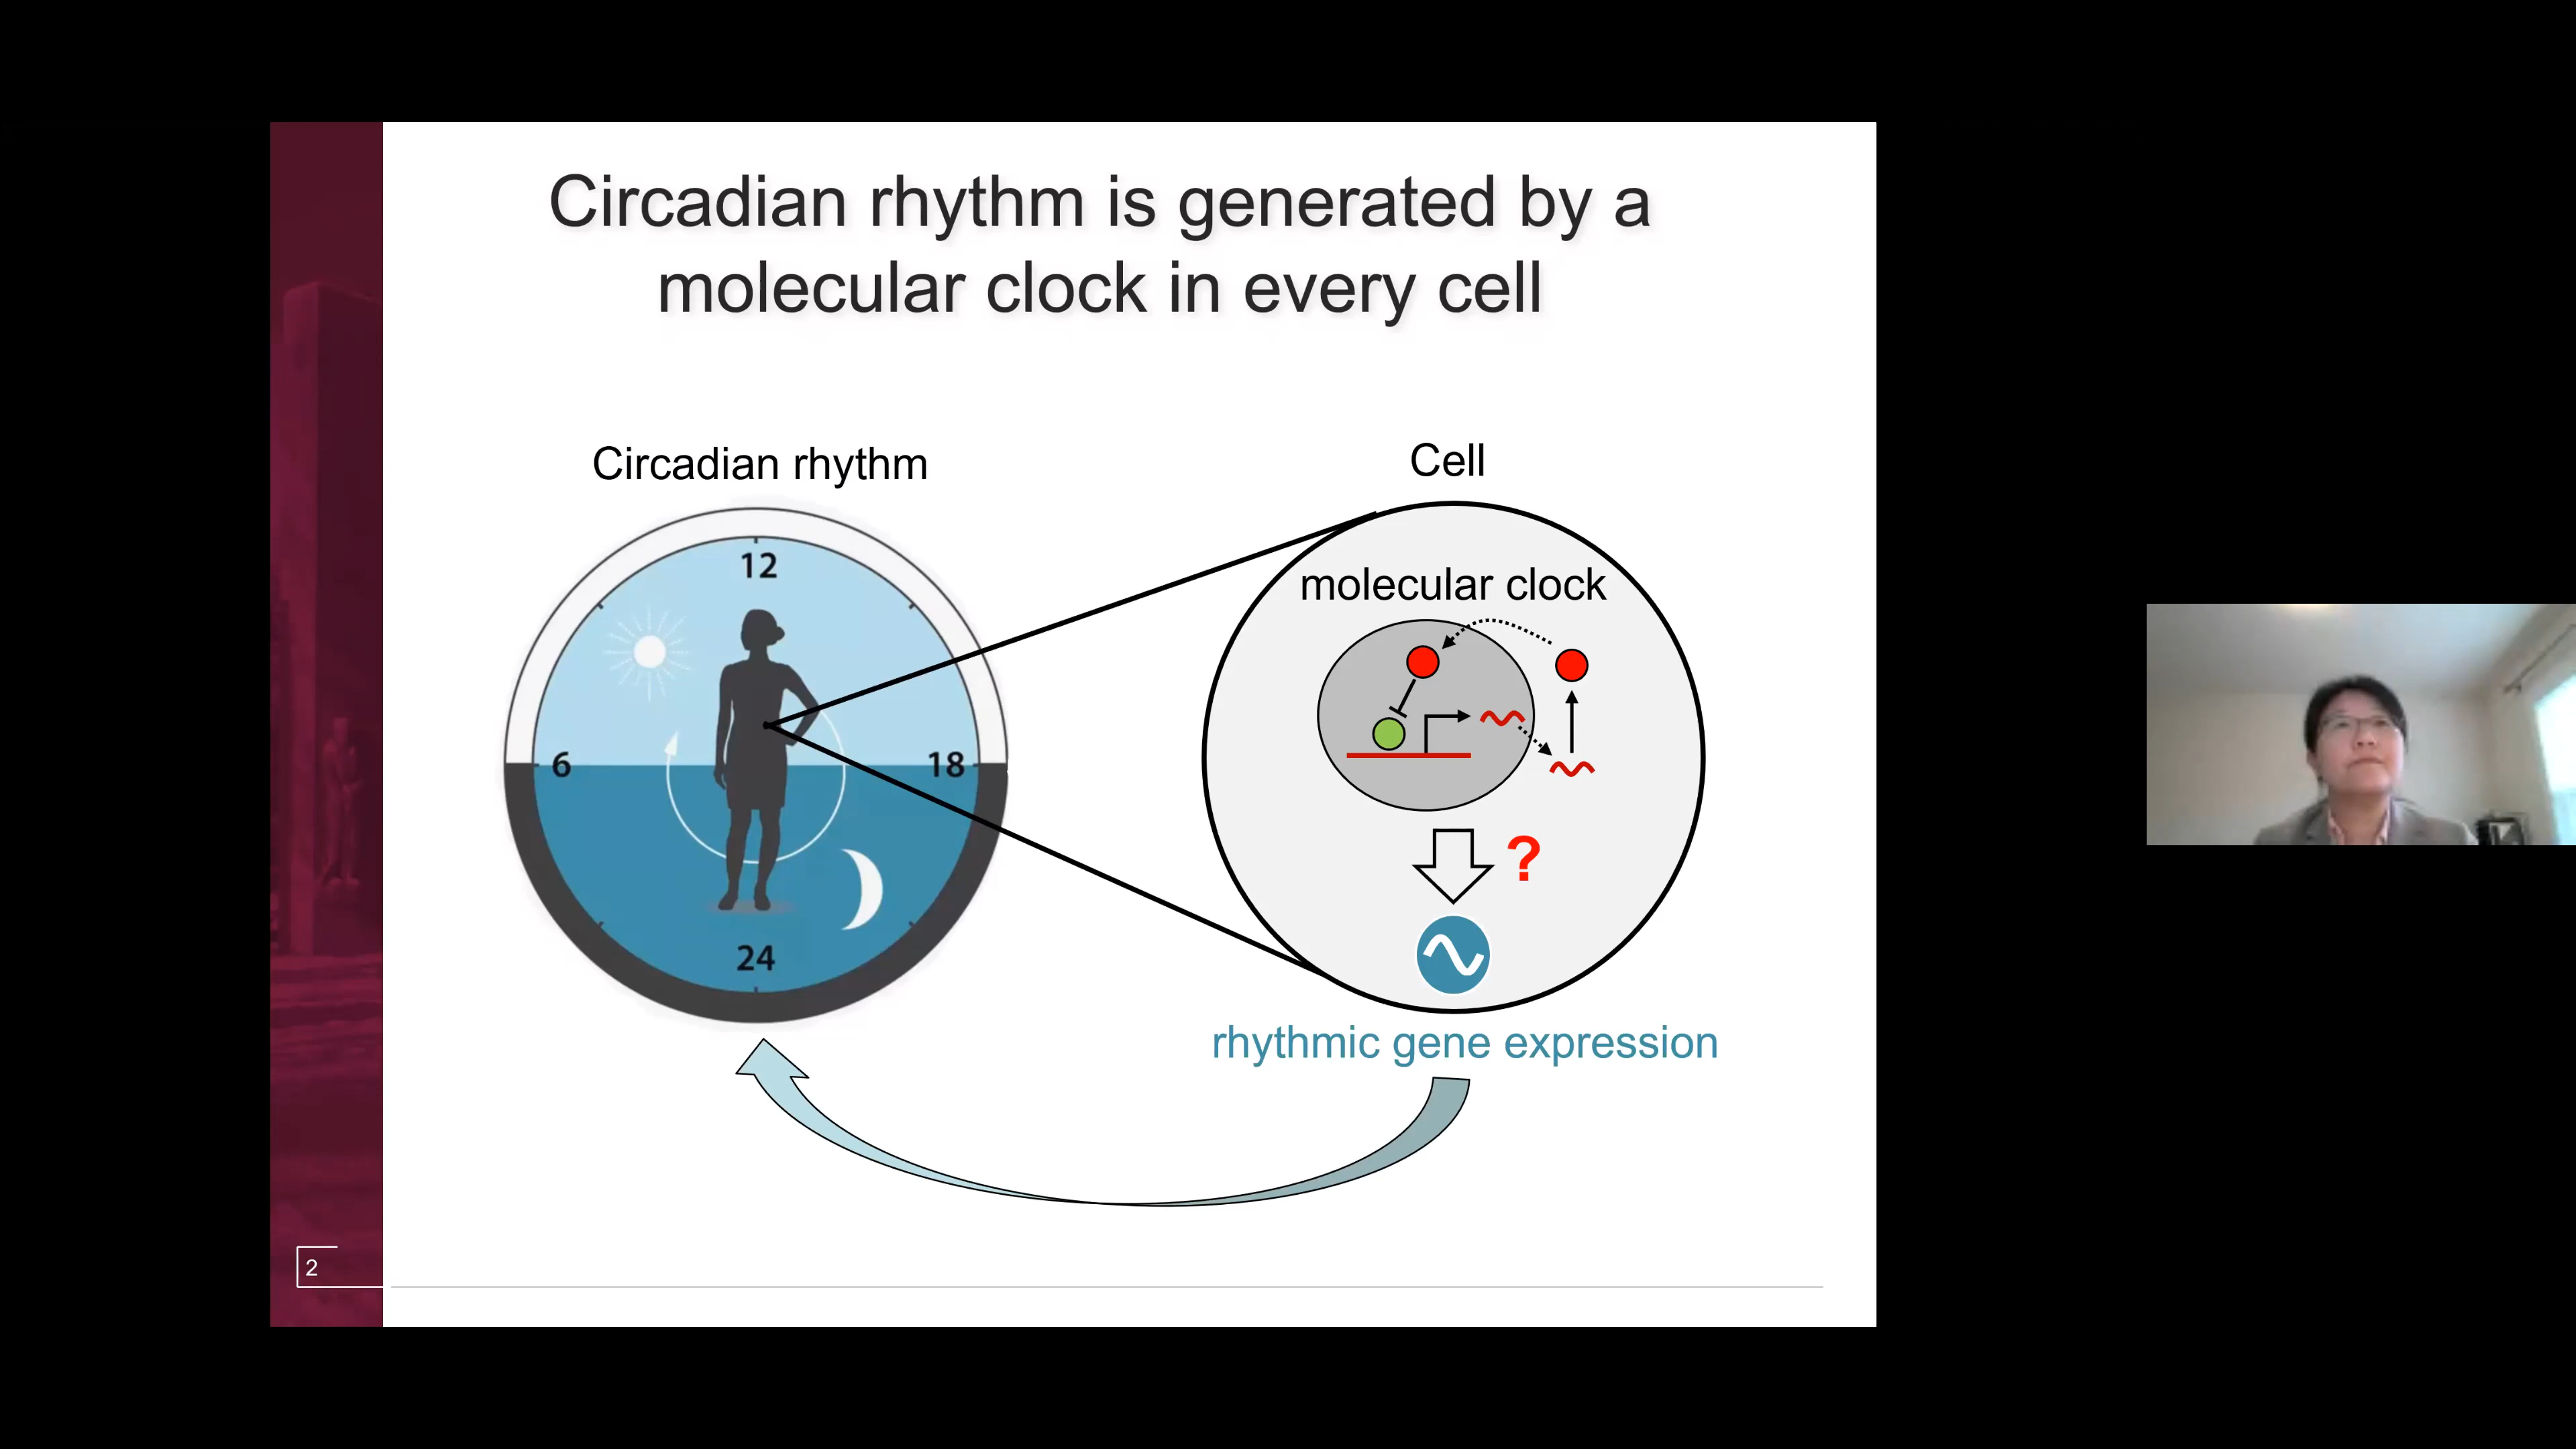 Circadian rhythm is generated by a
molecular clock in every cell
Circadian rhythm
12
6
18
24
Cell
molecular clock
?
rhythmic gene expression
2